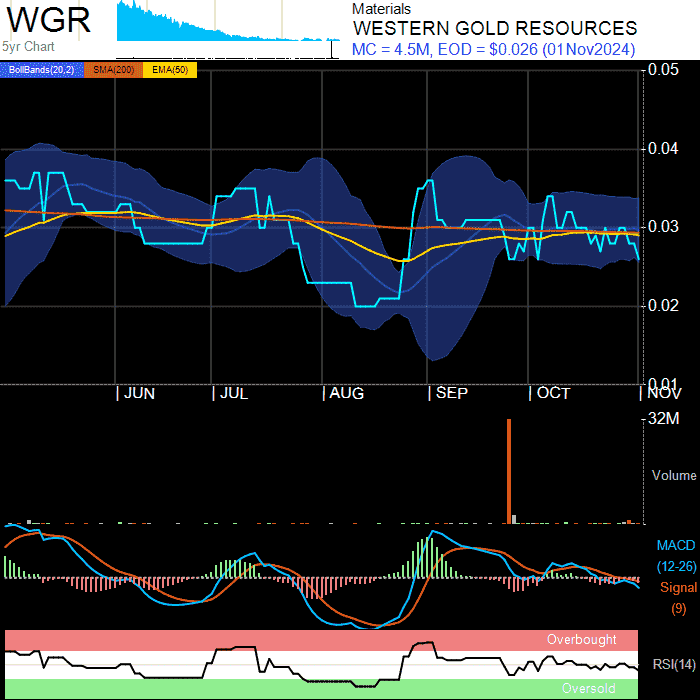 WGR
5yr Chart
Materials
WESTERN GOLD RESOURCES
MC = 4.5M, EOD = $0.026 (01Nov2024)
BollBands(20,2) SMA(200) EMA(50)
0.05
0.04
0.03
0.02
0.01
JUN JUL AUG SEP OCT NOV
32M
Volume
MACD
(12-26)
Signal
(9)
Overbought
RSI(14)
Oversold